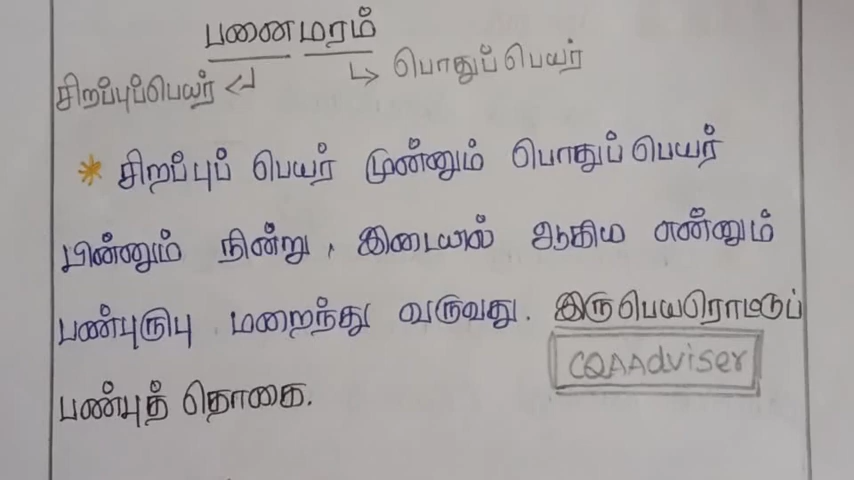 பனைமரம்
சிறப்புப்பெயர் பொதுப்பெயர்
* சிறப்புப் பெயர் முன்னும் பொதுப் பெயர்
பின்னும் நின்று, இடையில் ஆகிய என்னும்
பண்புருபு மறைந்து வருவது. இருபெயரொட்டுப்
CQAAdviser
பண்புத் தொகை.